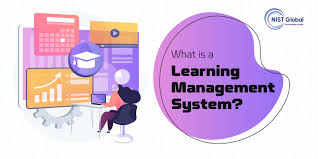 NIST Global
What is a
Learning
Management
System?